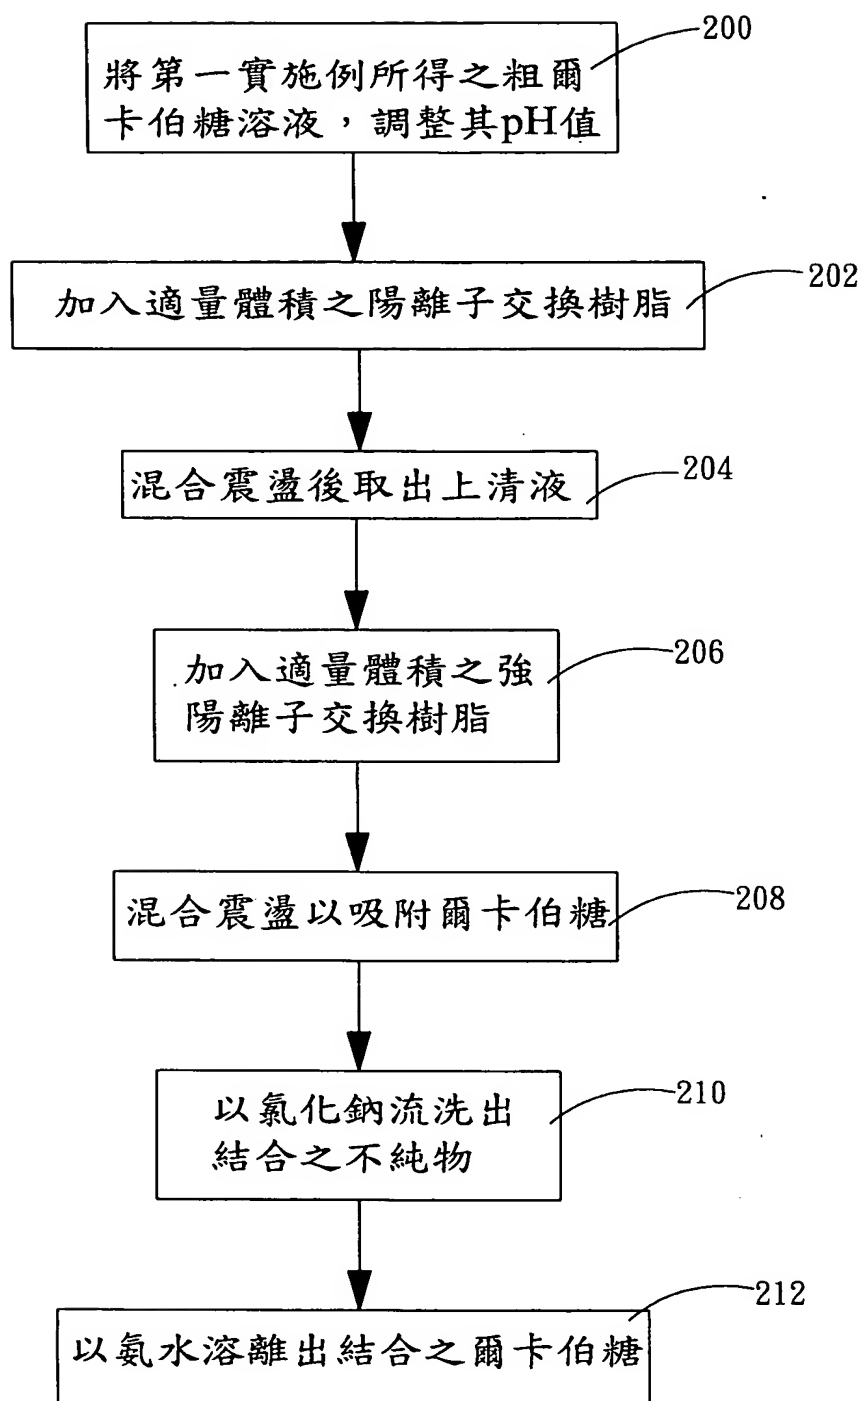 200
將第一實施例所得之粗爾
卡伯糖溶液，調整其pH值
202
加入適量體積之陽離子交換樹脂
混合震盪後取出上清液
204
加入適量體積之強
陽離子交換樹脂
206
混合震盪以吸附爾卡伯糖
208
以氯化鈉流洗出
結合之不純物
210
212
以氨水溶離出結合之爾卡伯糖